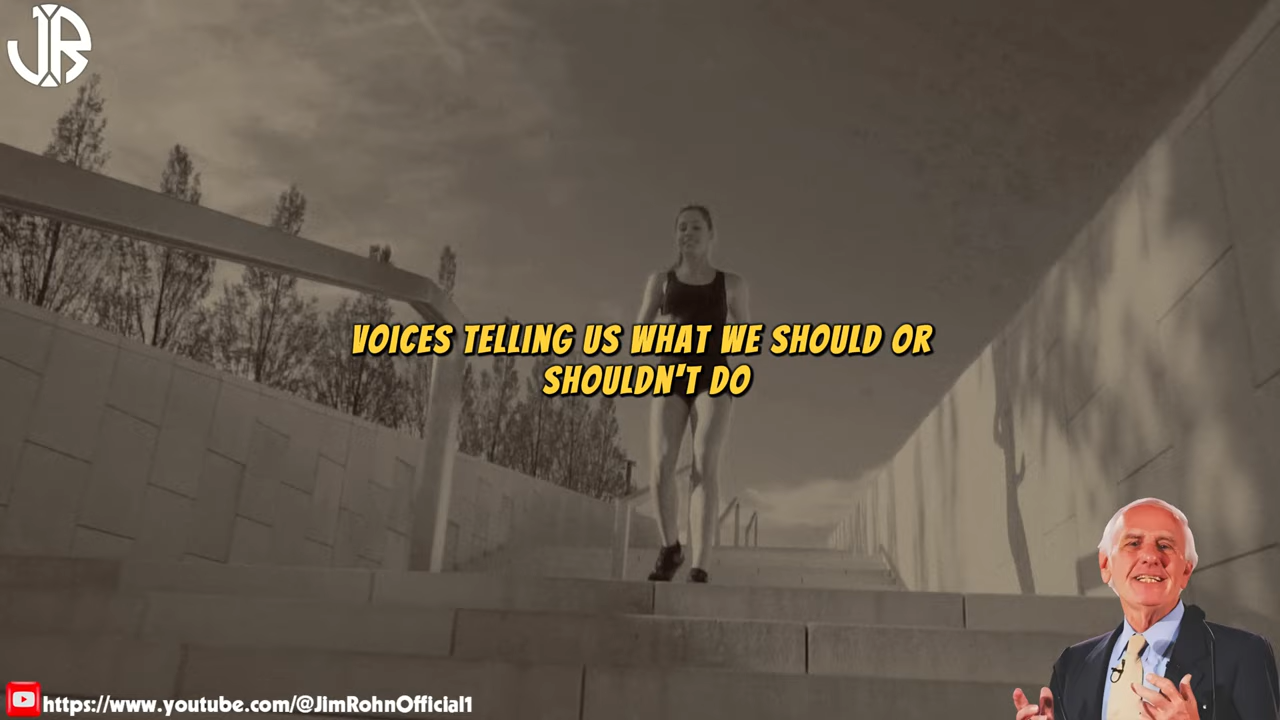 JR
VOICES TELLING US WHAT WE SHOULD OR
SHOULDN'T DO
https://www.youtube.com/@JimRohnOfficial1